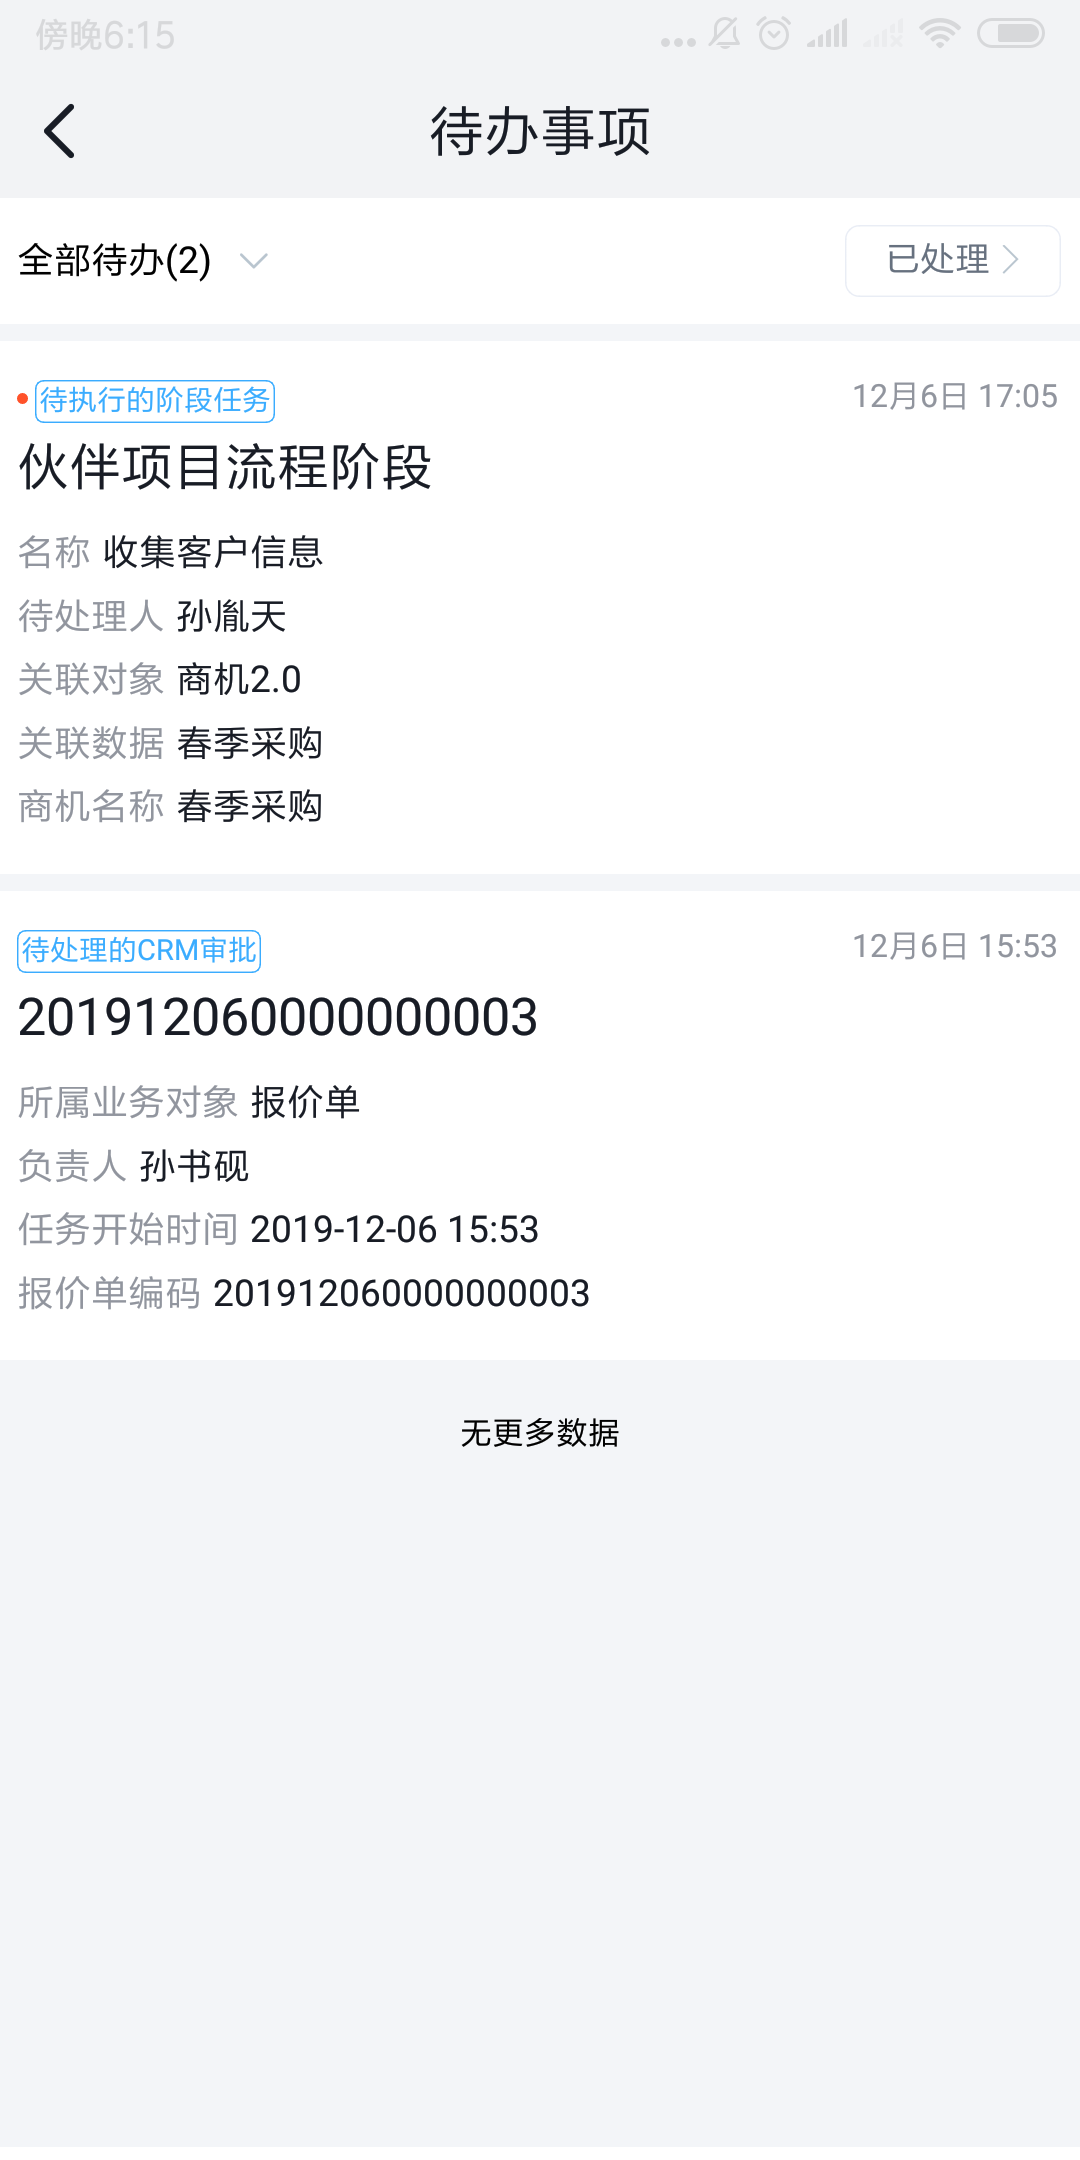 傍晚6:15
待办事项
全部待办(2)
已处理
待执行的阶段任务
12月6日 17:05
伙伴项目流程阶段
名称 收集客户信息
待处理人 孙胤天
关联对象 商机2.0
关联数据 春季采购
商机名称 春季采购
待处理的CRM审批
12月6日 15:53
201912060000000003
所属业务对象 报价单
负责人 孙书砚
任务开始时间 2019-12-06 15:53
报价单编码 201912060000000003
无更多数据